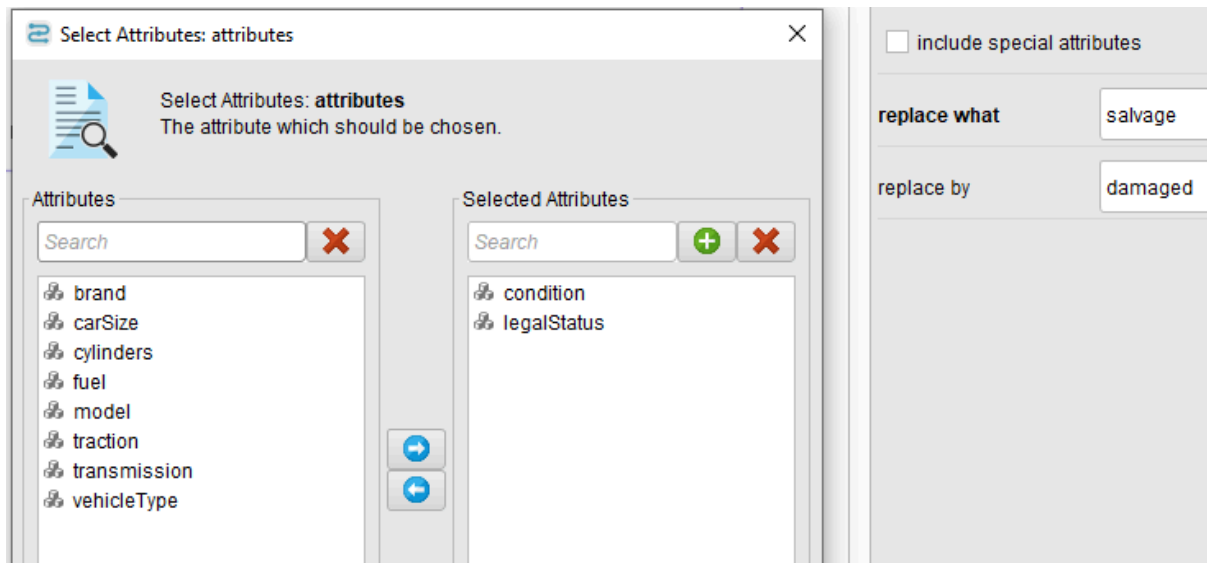 Select Attributes: attributes
Select Attributes: attributes
The attribute which should be chosen.
Attributes
Search
brand
carSize
cylinders
fuel
model
traction
transmission
vehicleType
Selected Attributes
Search
condition
legalStatus
include special attributes
replace what
salvage
replace by
damaged